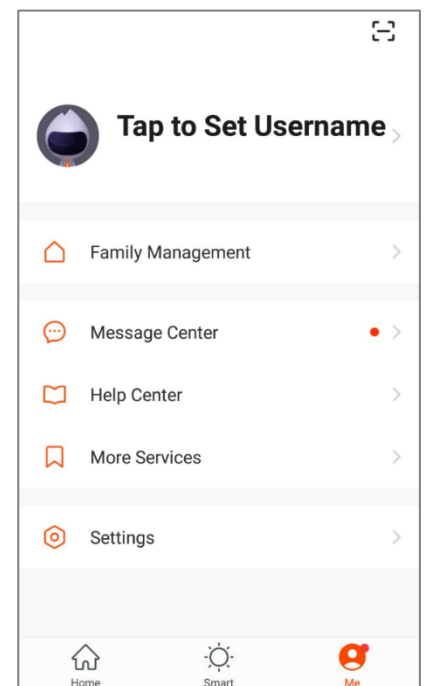 Tap to Set Username
Family Management
Message Center
Help Center
More Services
Settings
Home
Smart
Me